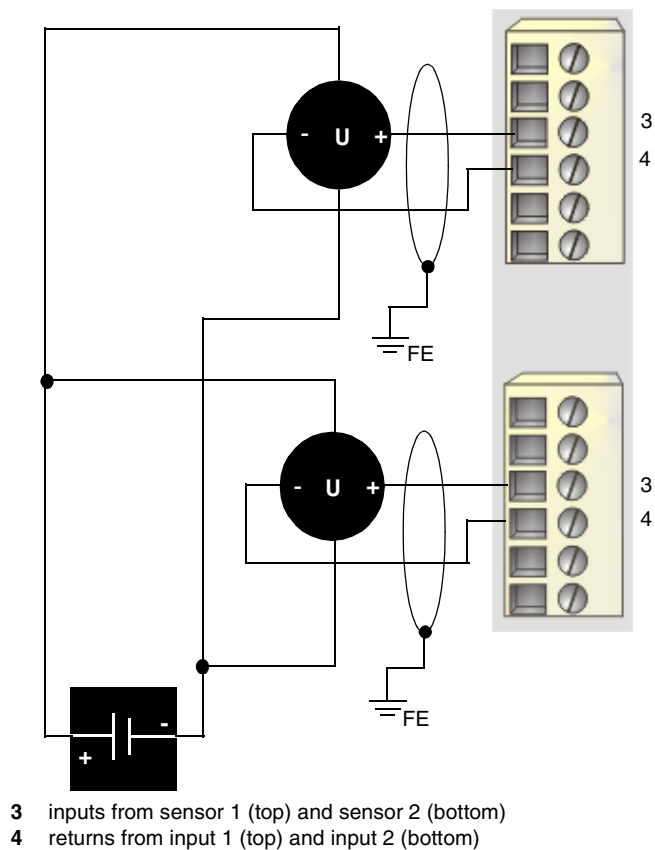 - U +
3
4
FE
- U +
3
4
FE
-
+
3 inputs from sensor 1 (top) and sensor 2 (bottom)
4 returns from input 1 (top) and input 2 (bottom)